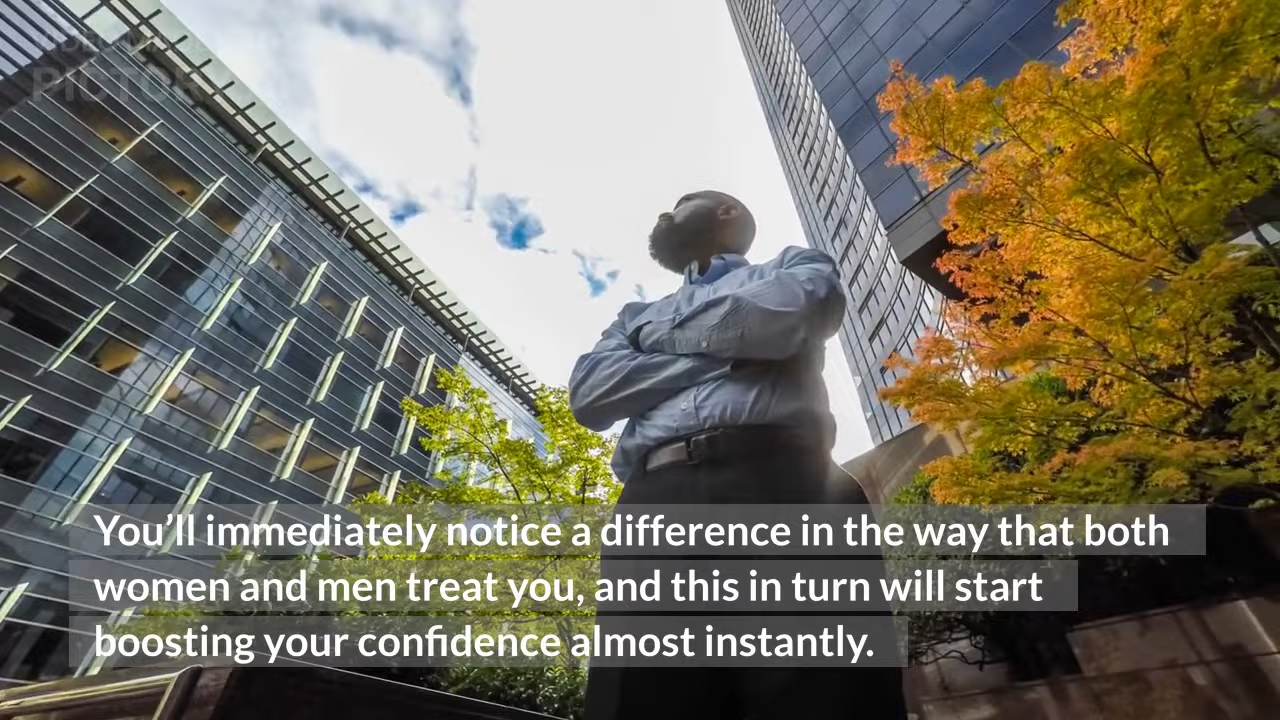 PICTO
You’ll immediately notice a difference in the way that both
women and men treat you, and this in turn will start
boosting your confidence almost instantly.